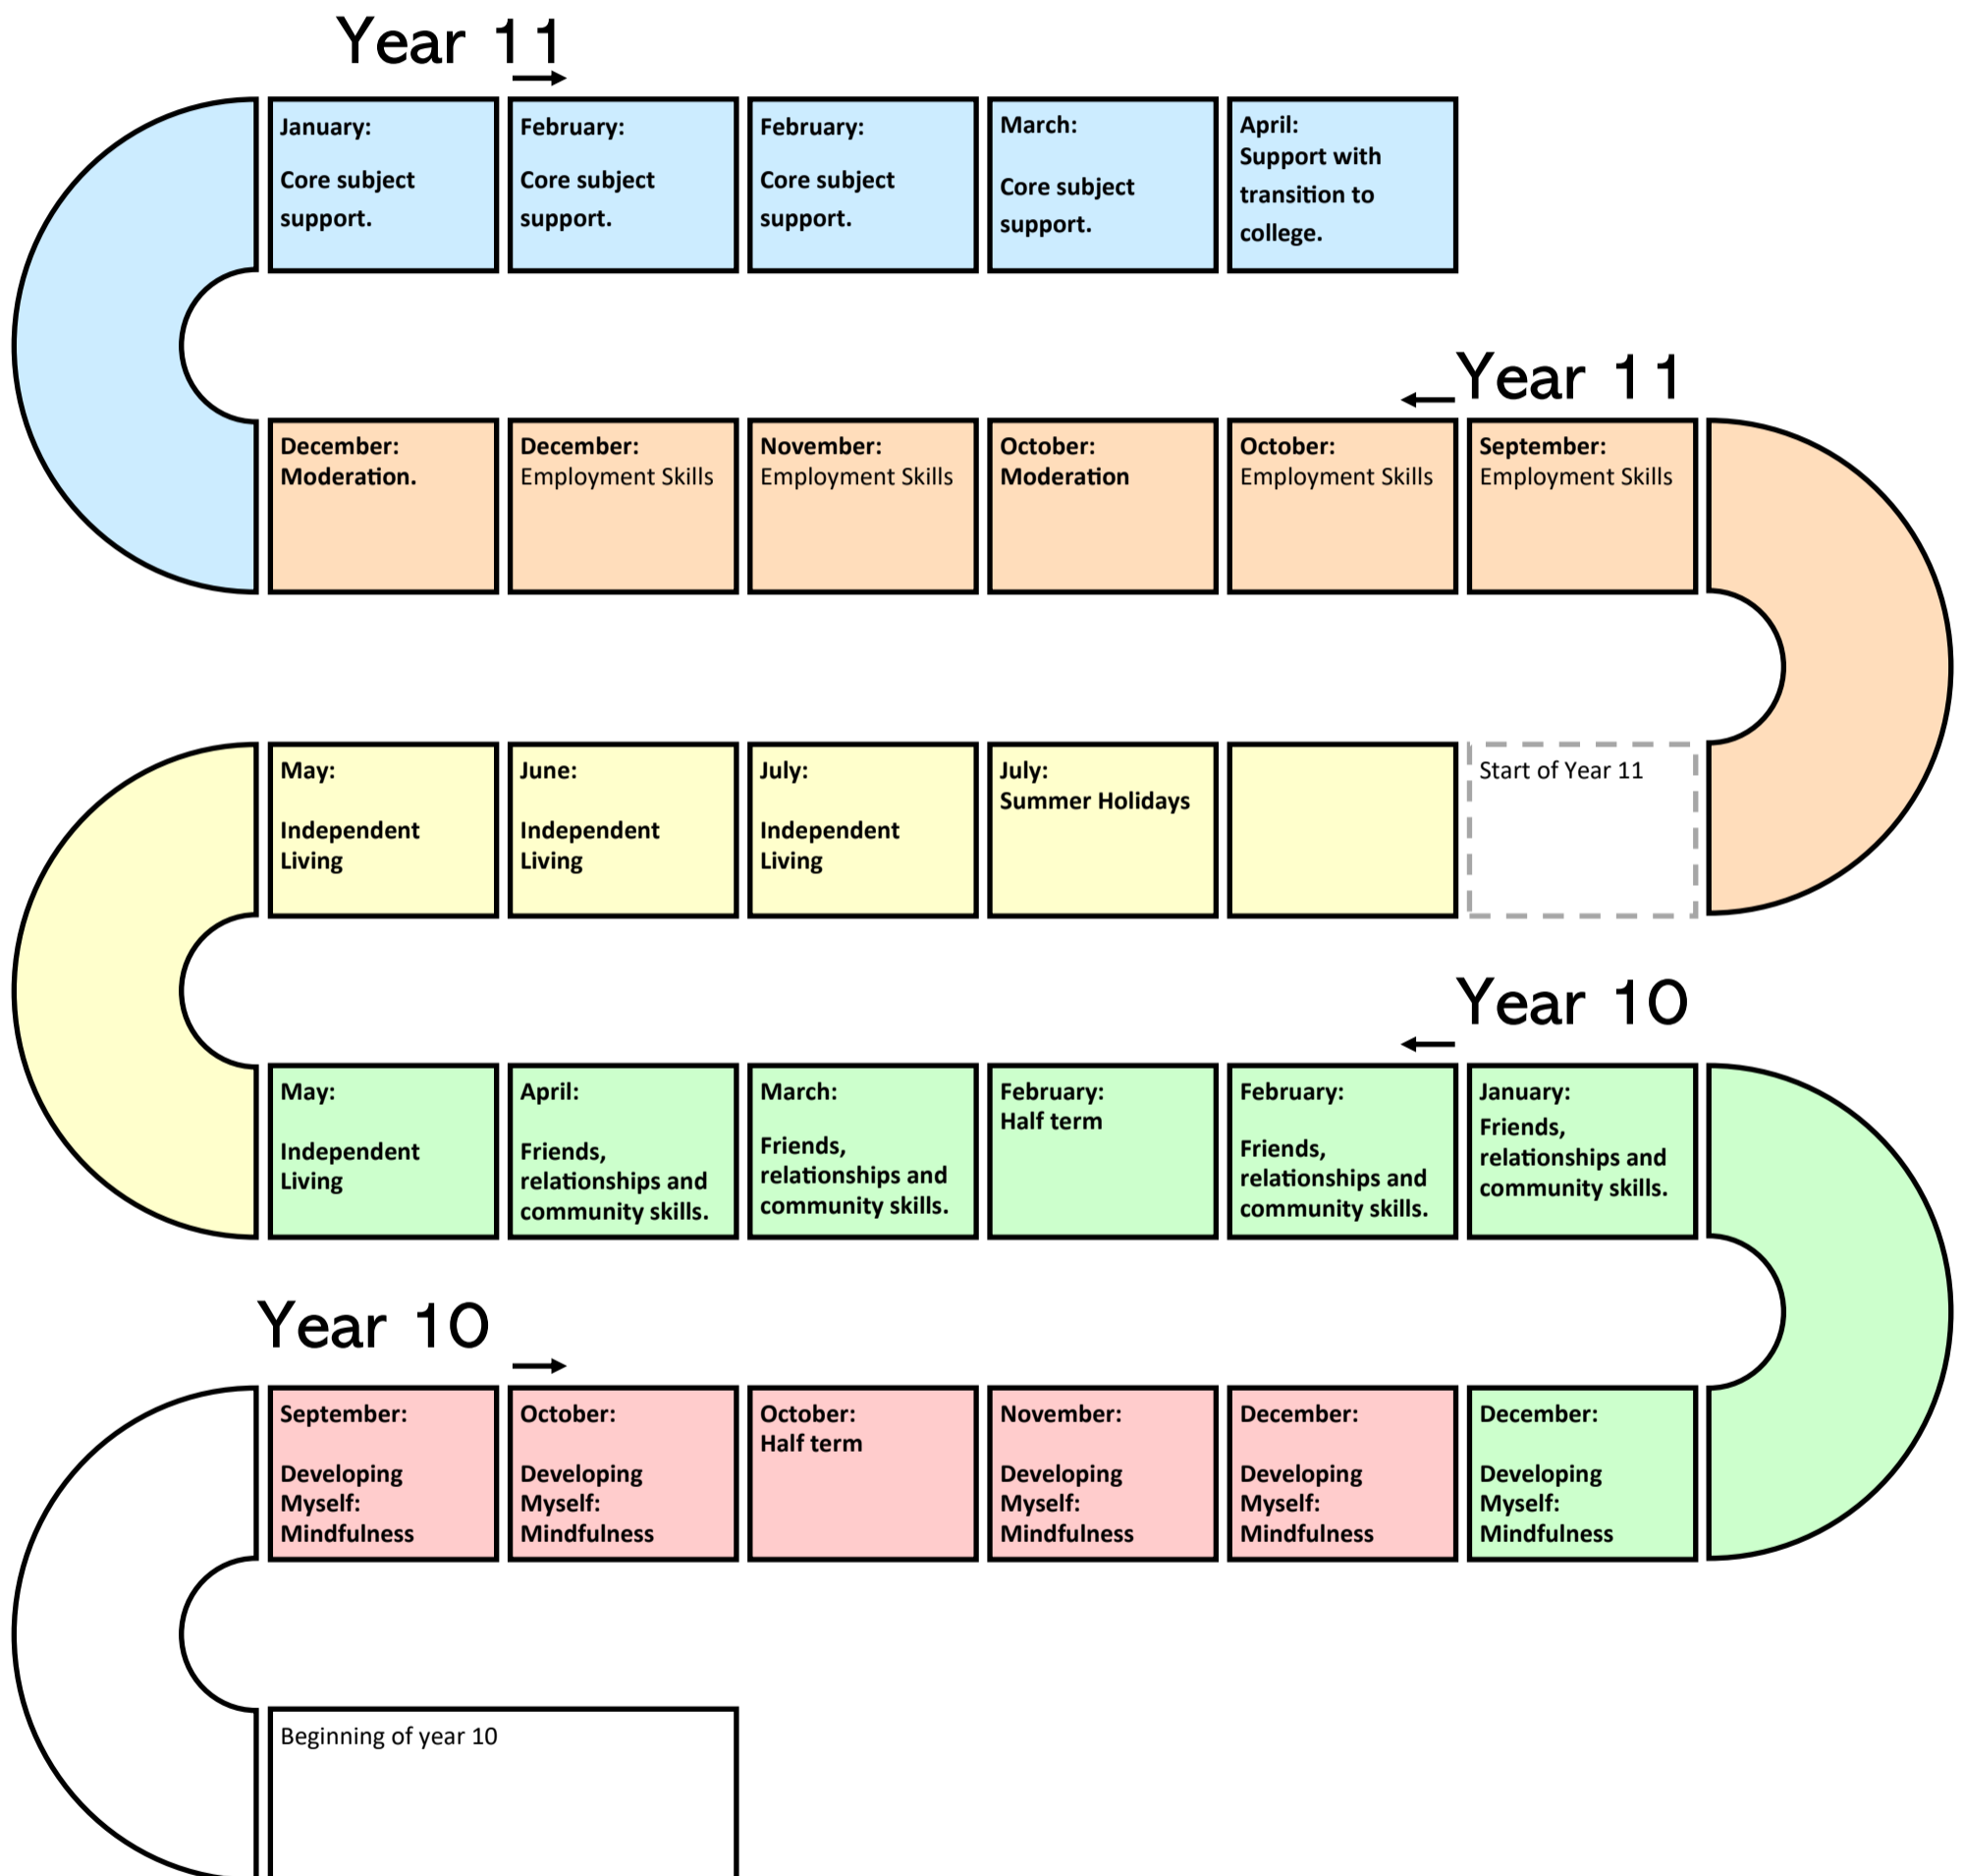 Year 11
January:
Core subject
support.
February:
Core subject
support.
February:
Core subject
support.
March:
Core subject
support.
April:
Support with
transition to
college.
Year 11
December:
Moderation.
December:
Employment Skills
November:
Employment Skills
October:
Moderation
October:
Employment Skills
September:
Employment Skills
May:
Independent
Living
June:
Independent
Living
July:
Independent
Living
July:
Summer Holidays
Start of Year 11
Year 10
May:
Independent
Living
April:
Friends,
relationships and
community skills.
March:
Friends,
relationships and
community skills.
February:
Half term
February:
Friends,
relationships and
community skills.
January:
Friends,
relationships and
community skills.
Year 10
September:
Developing
Myself:
Mindfulness
October:
Developing
Myself:
Mindfulness
October:
Half term
November:
Developing
Myself:
Mindfulness
December:
Developing
Myself:
Mindfulness
December:
Developing
Myself:
Mindfulness
Beginning of year 10